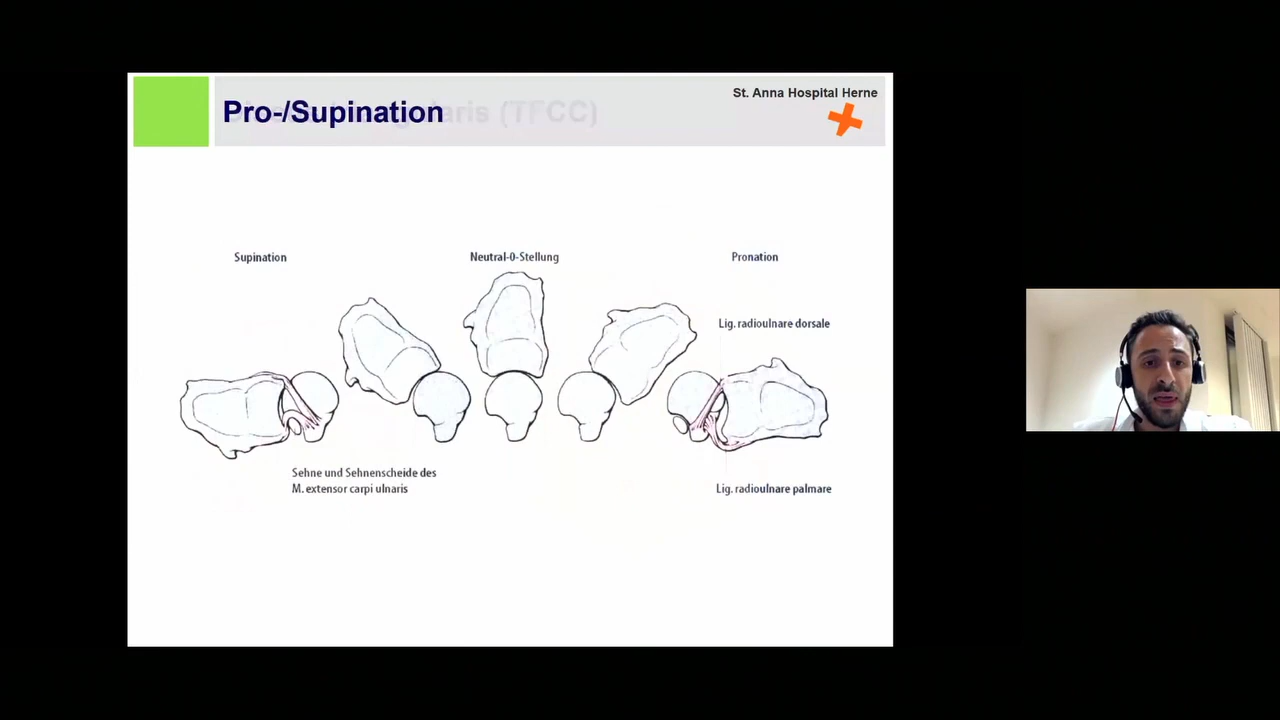 Pro-/Supination
aris (TFCC)
St. Anna Hospital Herne
Supination
Neutral-0-Stellung
Pronation
Lig. radioulnare dorsale
Sehne und Sehnenscheide des
M. extensor carpi ulnaris
Lig. radioulnare palmare